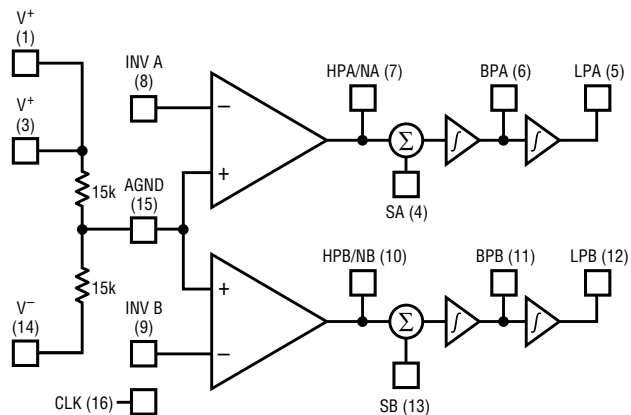 V+
(1)
INV A
(8)
HPA/NA (7)
BPA (6)
LPA (5)
V+
(3)
−
+
Σ
∫
∫
15k
AGND
(15)
SA (4)
HPB/NB (10)
BPB (11)
LPB (12)
15k
+
−
Σ
∫
∫
V−
(14)
INV B
(9)
CLK (16)
SB (13)